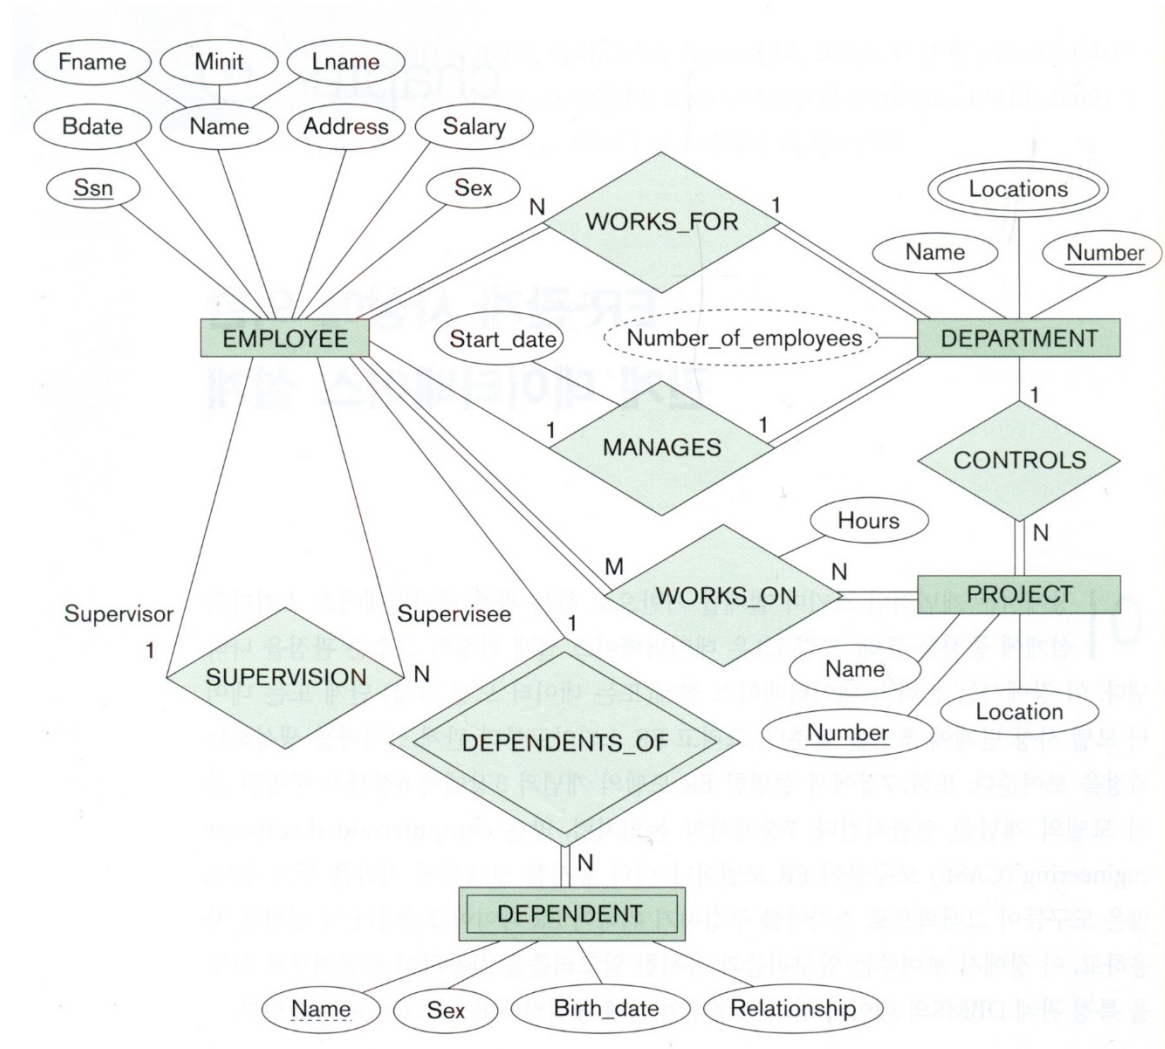 Fname Minit Lname
Bdate Name Address Salary
Ssn Sex
N WORKS_FOR 1
Locations
Name Number
EMPLOYEE
Start_date
Number_of_employees
DEPARTMENT
1 MANAGES 1
1
CONTROLS
N
Hours
M WORKS_ON N
PROJECT
Name
Number
Location
Supervisor
1
Supervisee
N
SUPERVISION
1
DEPENDENTS_OF
N
DEPENDENT
Name Sex Birth_date Relationship